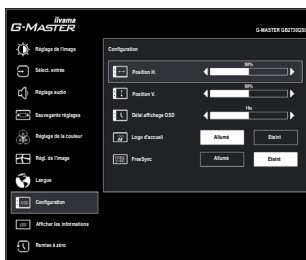 iiyama
G-MASTER
G-MASTER GB2730QSU
Réglage de l'image
Sélect. entrée
Réglage audio
Sauvegarde réglages
Réglage de la couleur
Régl. de l'image
Langue
Configuration
Afficher les informations
Remise à zéro
Configuration
Position H.
50%
Position V.
50%
Délai affichage OSD
10s
Logo d'accueil
Allumé
Eteint
FreeSync
Allumé
Eteint